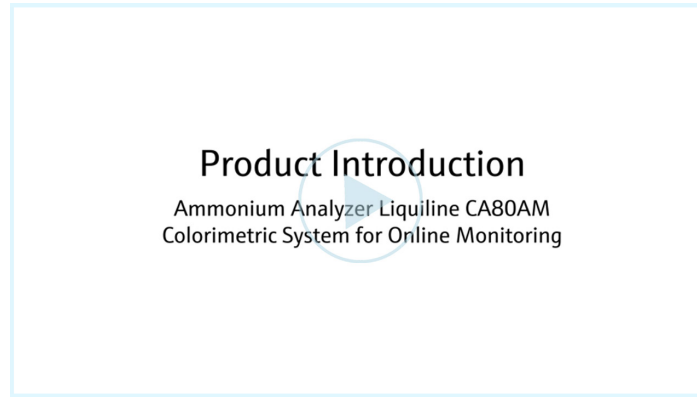 Product Introduction
Ammonium Analyzer Liquiline CA80AM
Colorimetric System for Online Monitoring